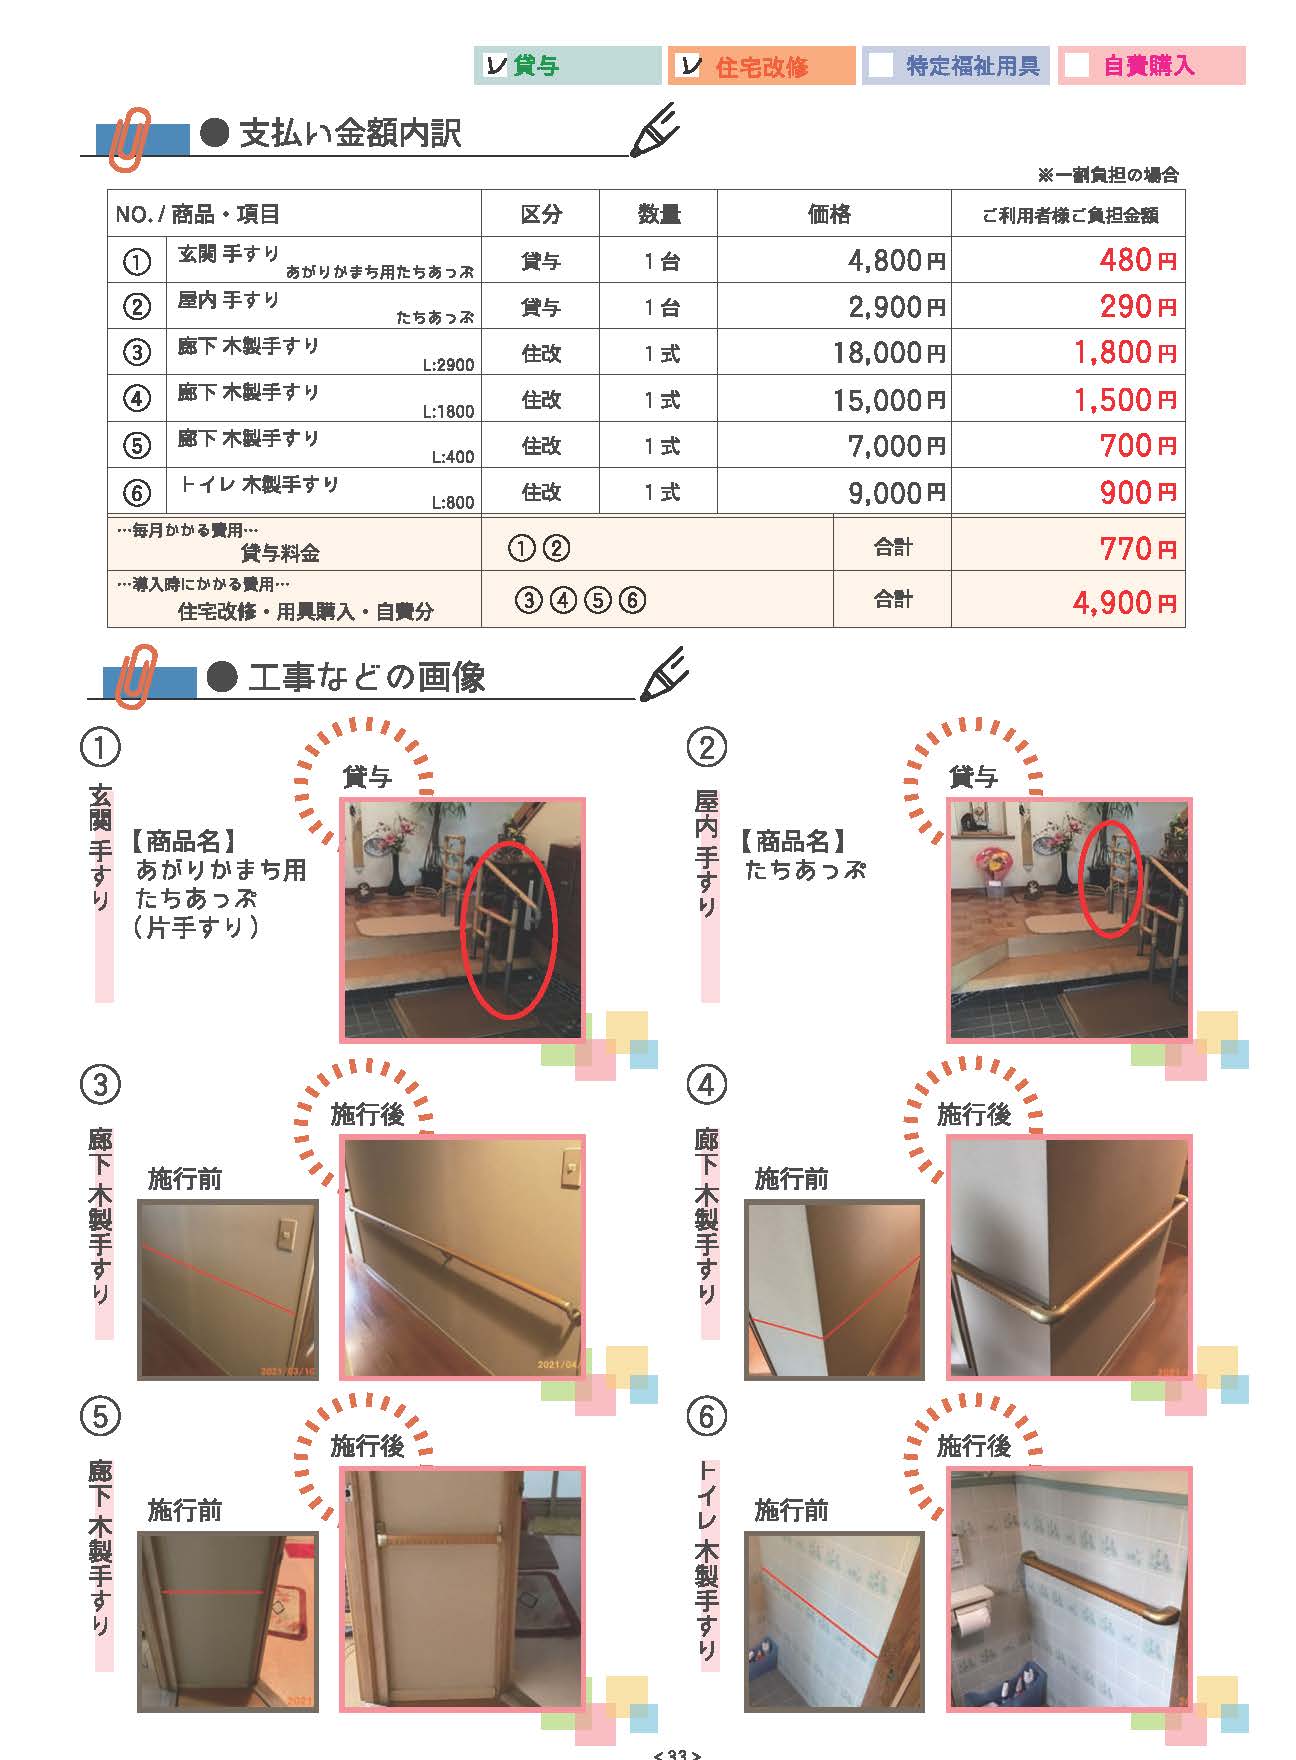 レ 貸与 レ 住宅改修 特定福祉用具 自費購入
● 支払い金額内訳
※一割負担の場合
NO. / 商品・項目 区分 数量 価格 ご利用者様ご負担金額
① 玄関 手すり あがりかまち用たちあっぷ 貸与 1 台 4,800円 480円
② 屋内 手すり たちあっぷ 貸与 1 台 2,900円 290円
③ 廊下 木製手すり L:2900 住改 1 式 18,000円 1,800円
④ 廊下 木製手すり L:1800 住改 1 式 15,000円 1,500円
⑤ 廊下 木製手すり L:400 住改 1 式 7,000円 700円
⑥ トイレ 木製手すり L:800 住改 1 式 9,000円 900円
…毎月かかる費用…
貸与料金 ①② 合計 770円
…導入時にかかる費用…
住宅改修・用具購入・自費分 ③④⑤⑥ 合計 4,900円
● 工事などの画像
①
玄関 手すり
貸与
【商品名】
あがりかまち用
たちあっぷ
（片手すり）
②
屋内 手すり
貸与
【商品名】
たちあっぷ
③
廊下 木製手すり
施行前
2021/03/10
施行後
2021/04/
④
廊下 木製手すり
施行前
施行後
⑤
廊下 木製手すり
施行前
2021
施行後
⑥
トイレ 木製手すり
施行前
施行後
<33>